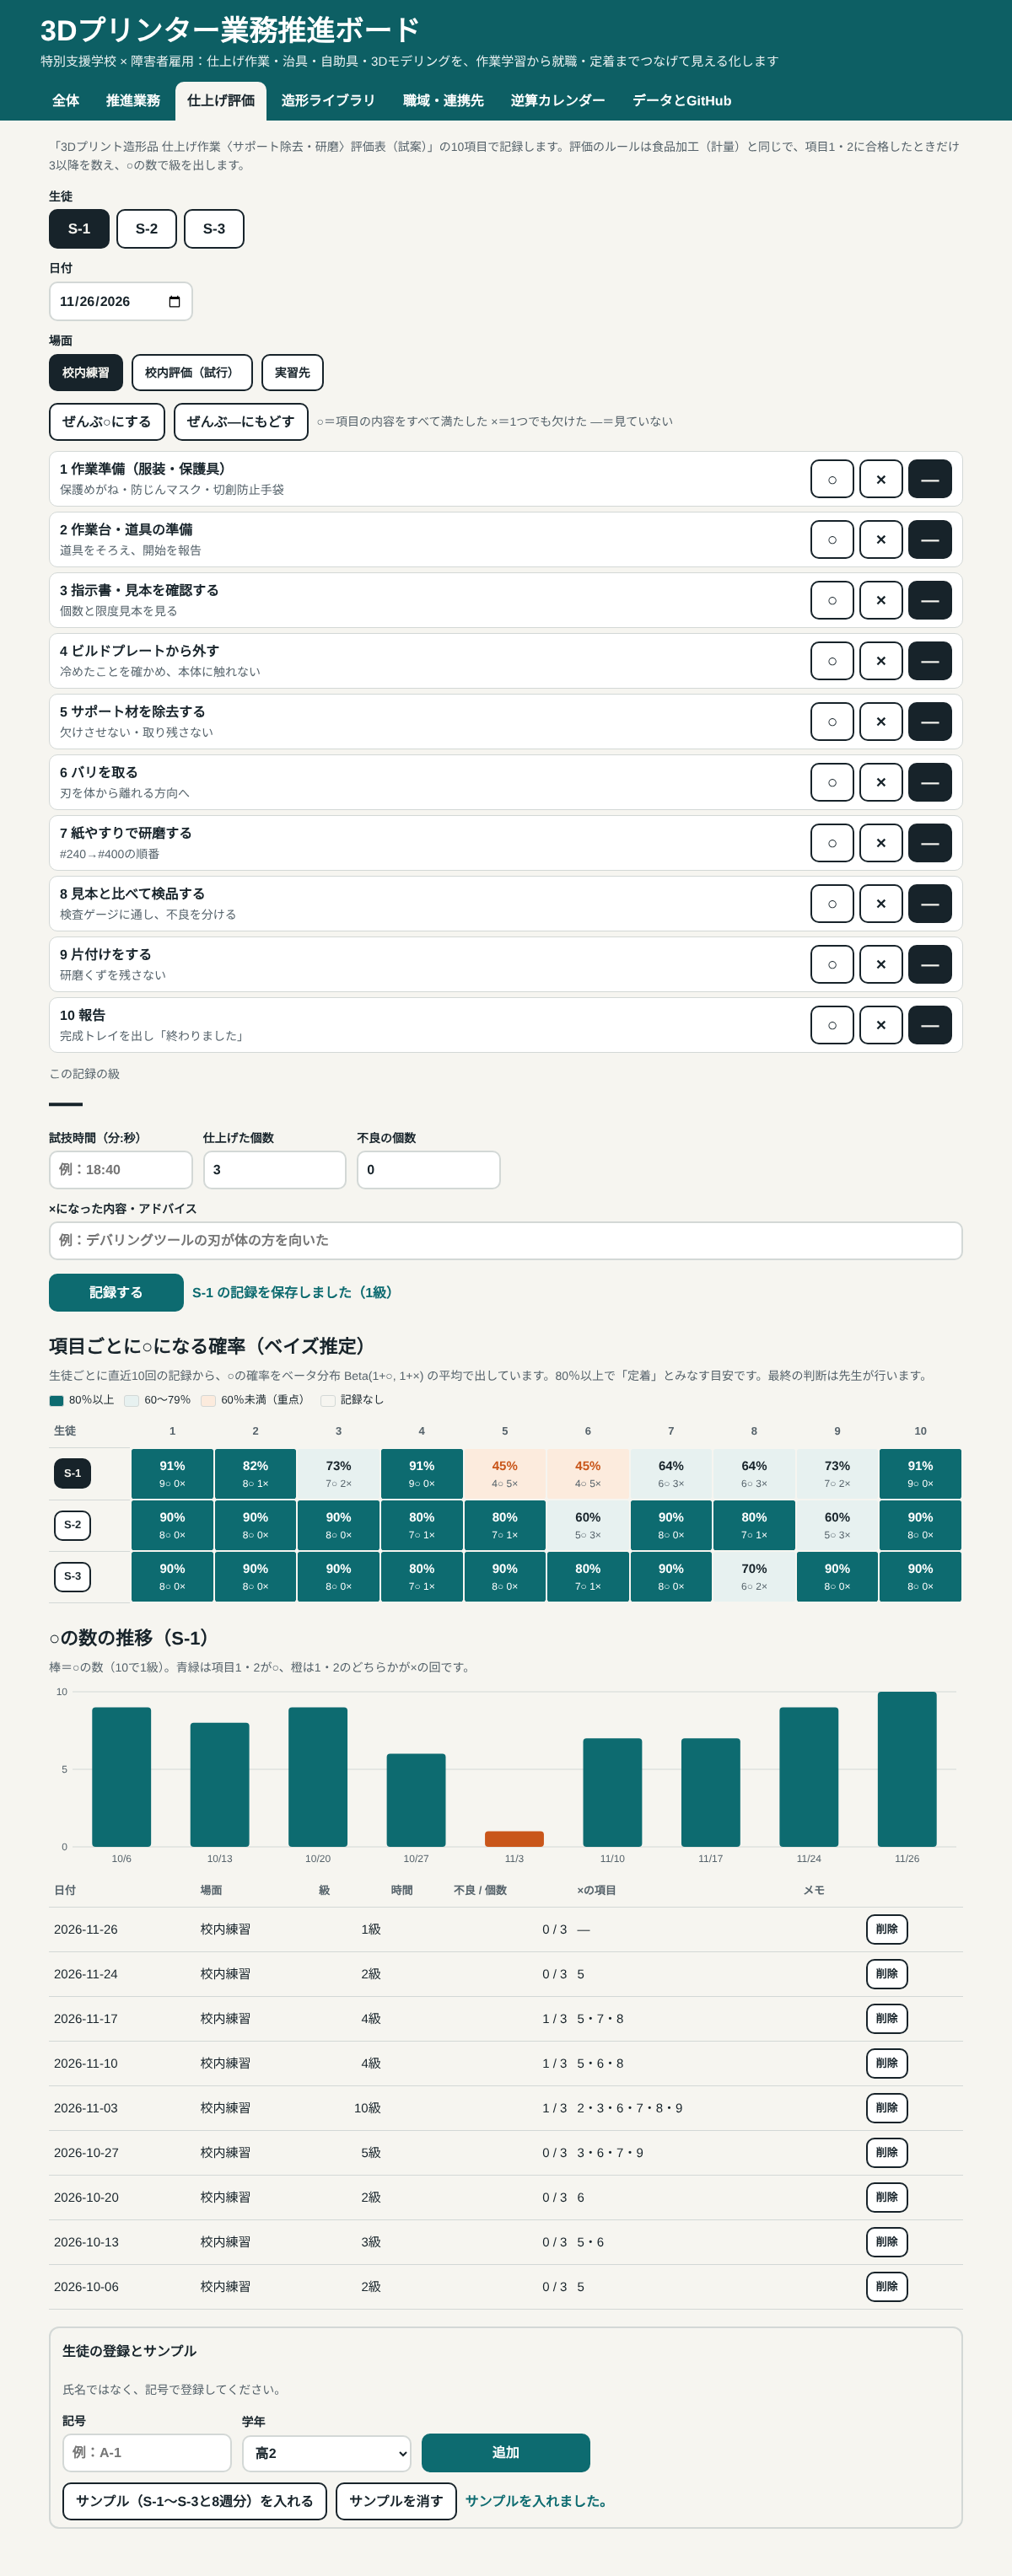 3Dプリンター業務推進ボード
特別支援学校 × 障害者雇用：仕上げ作業・治具・自助具・3Dモデリングを、作業学習から就職・定着までつなげて見える化します
全体 推進業務 仕上げ評価 造形ライブラリ 職域・連携先 逆算カレンダー データとGitHub
「3Dプリント造形品 仕上げ作業〈サポート除去・研磨〉評価表（試案）」の10項目で記録します。評価のルールは食品加工（計量）と同じで、項目1・2に合格したときだけ
3以降を数え、○の数で級を出します。
生徒
S-1 S-2 S-3
日付
11/26/2026
場面
校内練習 校内評価（試行） 実習先
ぜんぶ○にする ぜんぶ—にもどす ○＝項目の内容をすべて満たした ×＝1つでも欠けた —＝見ていない
1 作業準備（服装・保護具）
保護めがね・防じんマスク・切創防止手袋
○ × —
2 作業台・道具の準備
道具をそろえ、開始を報告
○ × —
3 指示書・見本を確認する
個数と限度見本を見る
○ × —
4 ビルドプレートから外す
冷めたことを確かめ、本体に触れない
○ × —
5 サポート材を除去する
欠けさせない・取り残さない
○ × —
6 バリを取る
刃を体から離れる方向へ
○ × —
7 紙やすりで研磨する
#240→#400の順番
○ × —
8 見本と比べて検品する
検査ゲージに通し、不良を分ける
○ × —
9 片付けをする
研磨くずを残さない
○ × —
10 報告
完成トレイを出し「終わりました」
○ × —
この記録の級
—
試技時間（分:秒） 仕上げた個数 不良の個数
例：18:40 3 0
×になった内容・アドバイス
例：デバリングツールの刃が体の方を向いた
記録する S-1 の記録を保存しました（1級）
項目ごとに○になる確率（ベイズ推定）
生徒ごとに直近10回の記録から、○の確率をベータ分布 Beta(1+○, 1+×) の平均で出しています。80%以上で「定着」とみなす目安です。最終の判断は先生が行います。
80%以上 60〜79% 60%未満（重点） 記録なし
生徒 1 2 3 4 5 6 7 8 9 10
S-1 91% 82% 73% 91% 45% 45% 64% 64% 73% 91%
9○ 0× 8○ 1× 7○ 2× 9○ 0× 4○ 5× 4○ 5× 6○ 3× 6○ 3× 7○ 2× 9○ 0×
S-2 90% 90% 90% 80% 80% 60% 90% 80% 60% 90%
8○ 0× 8○ 0× 8○ 0× 7○ 1× 7○ 1× 5○ 3× 8○ 0× 7○ 1× 5○ 3× 8○ 0×
S-3 90% 90% 90% 80% 90% 80% 90% 70% 90% 90%
8○ 0× 8○ 0× 8○ 0× 7○ 1× 8○ 0× 7○ 1× 8○ 0× 6○ 2× 8○ 0× 8○ 0×
○の数の推移（S-1）
棒＝○の数（10で1級）。青緑は項目1・2が○、橙は1・2のどちらかが×の回です。
10
5
0
10/6 10/13 10/20 10/27 11/3 11/10 11/17 11/24 11/26
日付 場面 級 時間 不良 / 個数 ×の項目 メモ
2026-11-26 校内練習 1級 0 / 3 — 削除
2026-11-24 校内練習 2級 0 / 3 5 削除
2026-11-17 校内練習 4級 1 / 3 5・7・8 削除
2026-11-10 校内練習 4級 1 / 3 5・6・8 削除
2026-11-03 校内練習 10級 1 / 3 2・3・6・7・8・9 削除
2026-10-27 校内練習 5級 0 / 3 3・6・7・9 削除
2026-10-20 校内練習 2級 0 / 3 6 削除
2026-10-13 校内練習 3級 0 / 3 5・6 削除
2026-10-06 校内練習 2級 0 / 3 5 削除
生徒の登録とサンプル
氏名ではなく、記号で登録してください。
記号 学年
例：A-1 高2 追加
サンプル（S-1〜S-3と8週分）を入れる サンプルを消す サンプルを入れました。